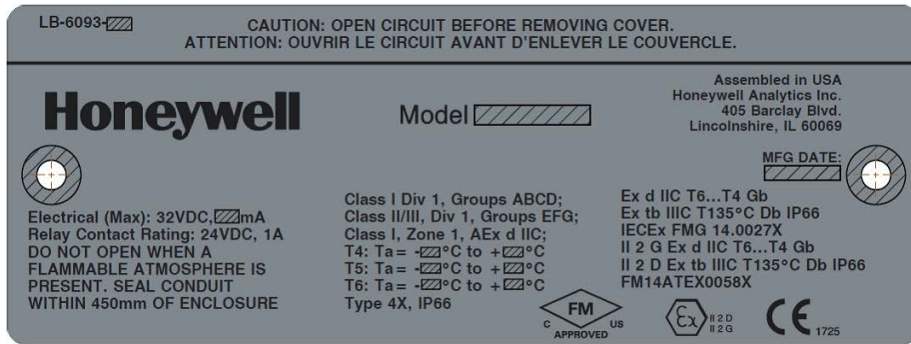 LB-6093-
CAUTION: OPEN CIRCUIT BEFORE REMOVING COVER.
ATTENTION: OUVRIR LE CIRCUIT AVANT D'ENLEVER LE COUVERCLE.
Honeywell
Model
Assembled in USA
Honeywell Analytics Inc.
405 Barclay Blvd.
Lincolnshire, IL 60069
MFG DATE:
Electrical (Max): 32VDC, mA
Relay Contact Rating: 24VDC, 1A
DO NOT OPEN WHEN A
FLAMMABLE ATMOSPHERE IS
PRESENT. SEAL CONDUIT
WITHIN 450mm OF ENCLOSURE
Class I Div 1, Groups ABCD;
Class II/III, Div 1, Groups EFG;
Class I, Zone 1, AEx d IIC;
T4: Ta= - °C to + °C
T5: Ta= - °C to + °C
T6: Ta= - °C to + °C
Type 4X, IP66
Ex d IIC T6...T4 Gb
Ex tb IIIC T135°C Db IP66
IECEx FMG 14.0027X
II 2 G Ex d IIC T6...T4 Gb
II 2 D Ex tb IIIC T135°C Db IP66
FM14ATEX0058X
FM
C US
APPROVED
Ex
II 2 D
II 2 G
CE
1725